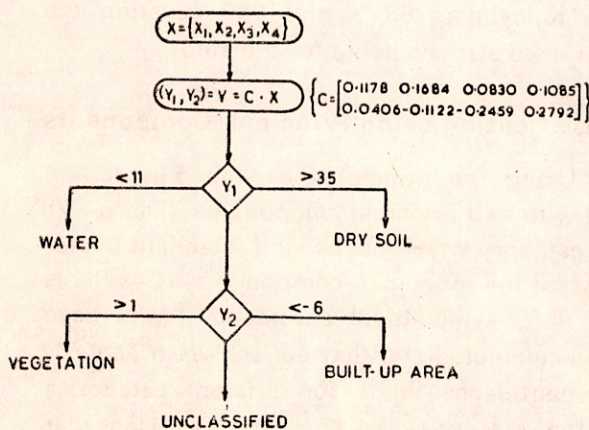 X={X1, X2, X3, X4}
(Y1, Y2)=Y=C·X
{C=[0.1178 0.1684 0.0830 0.1085
0.0406-0.1122-0.2459 0.2792]}
<11
Y1
>35
WATER
DRY SOIL
>1
Y2
<-6
VEGETATION
BUILT-UP AREA
UNCLASSIFIED